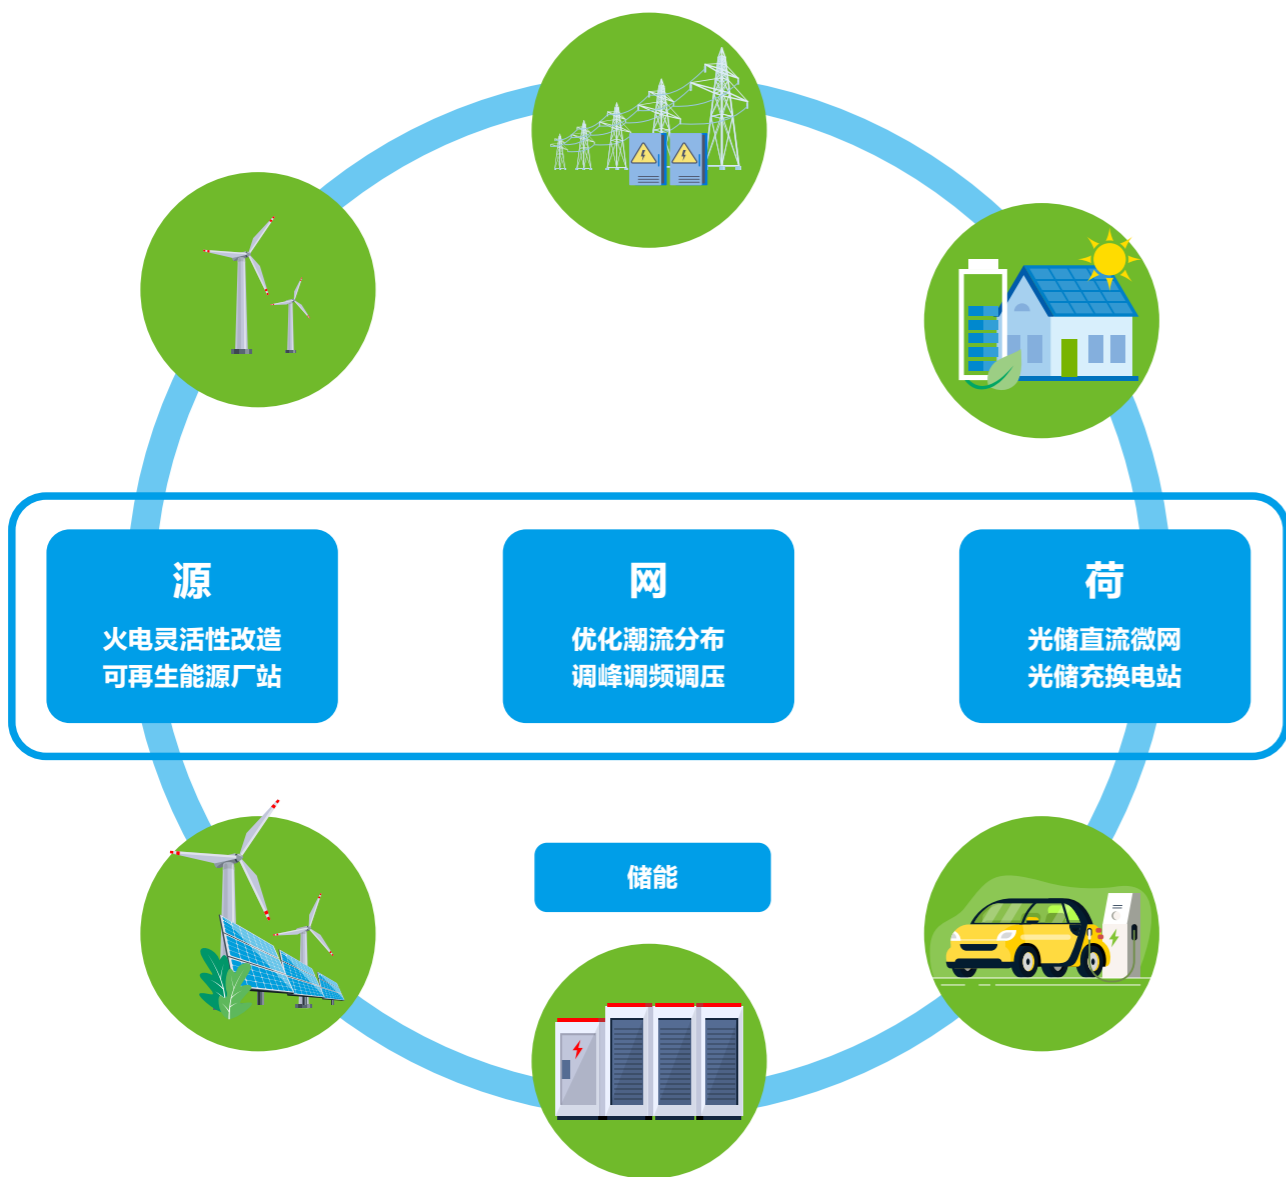 源
火电灵活性改造
可再生能源厂站
网
优化潮流分布
调峰调频调压
荷
光储直流微网
光储充换电站
储能